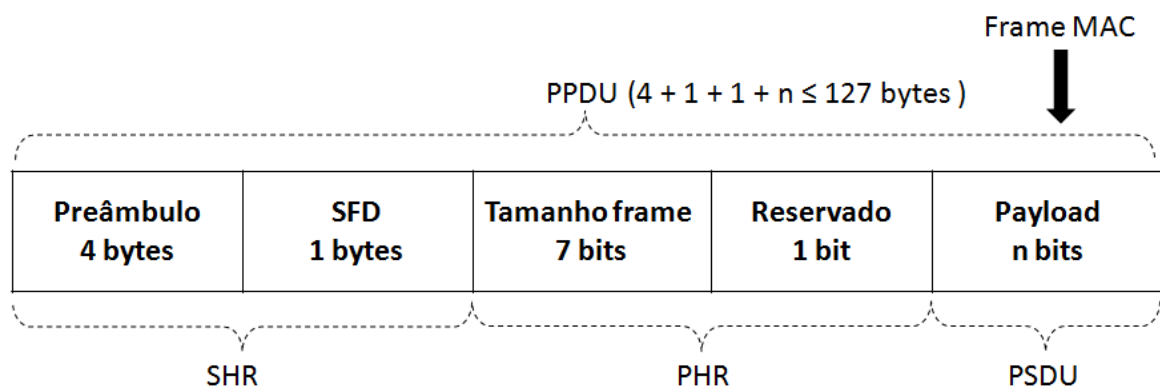 Frame MAC
PPDU (4 + 1 + 1 + n ≤ 127 bytes )
Preâmbulo
4 bytes
SFD
1 bytes
Tamanho frame
7 bits
Reservado
1 bit
Payload
n bits
SHR
PHR
PSDU